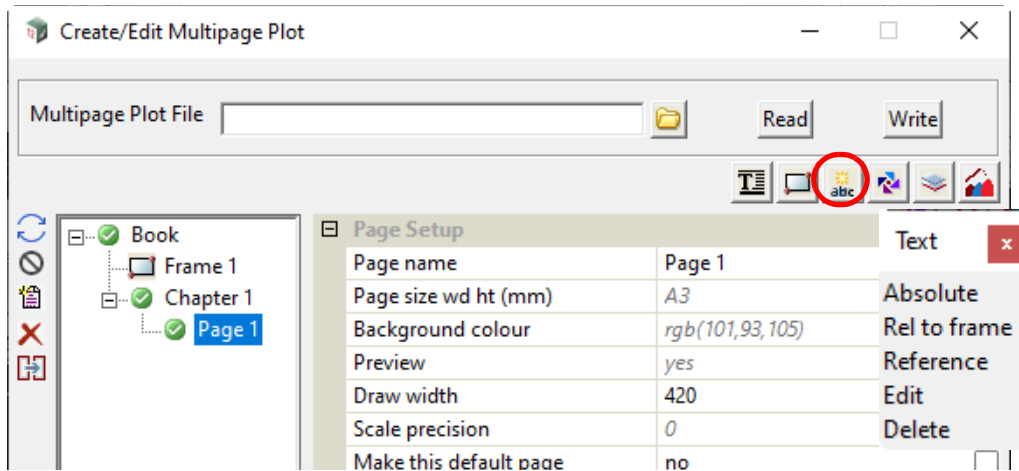 Create/Edit Multipage Plot
Multipage Plot File
Read
Write
T
abc
Book
Frame 1
Chapter 1
Page 1
Page Setup
Page name Page 1
Page size wd ht (mm) A3
Background colour rgb(101,93,105)
Preview yes
Draw width 420
Scale precision 0
Make this default page no
Text x
Absolute
Rel to frame
Reference
Edit
Delete